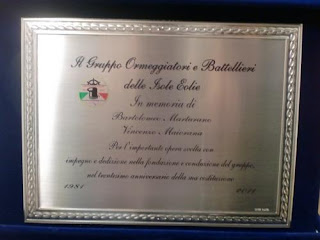 Il Gruppo Ormeggiatori e Battellieri
delle Isole Eolie
In memoria di
Bartolomeo Martorano
Vincenzo Maiorana
Per l'importante opera svolta con
impegno e dedizione nella fondazione e conduzione del gruppo,
nel trentesimo anniversario della sua costituzione
1981 2011